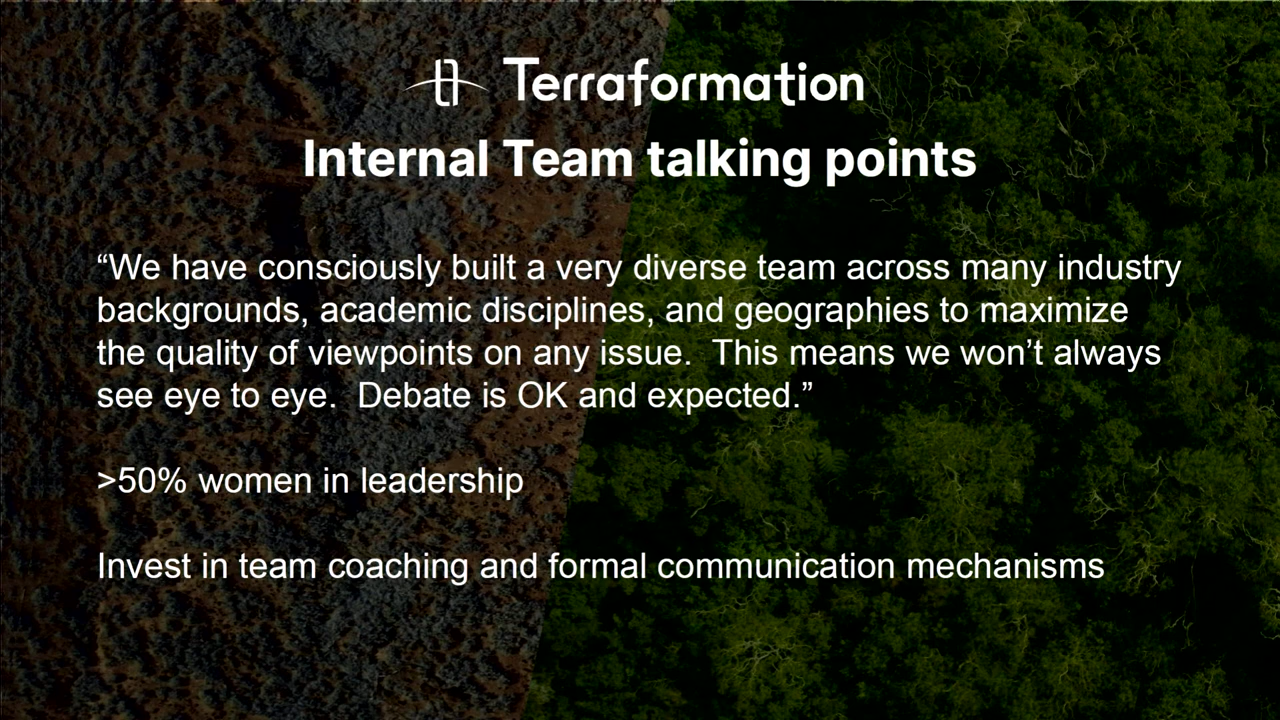 Terraformation
Internal Team talking points
“We have consciously built a very diverse team across many industry
backgrounds, academic disciplines, and geographies to maximize
the quality of viewpoints on any issue.  This means we won’t always
see eye to eye.  Debate is OK and expected.”
>50% women in leadership
Invest in team coaching and formal communication mechanisms